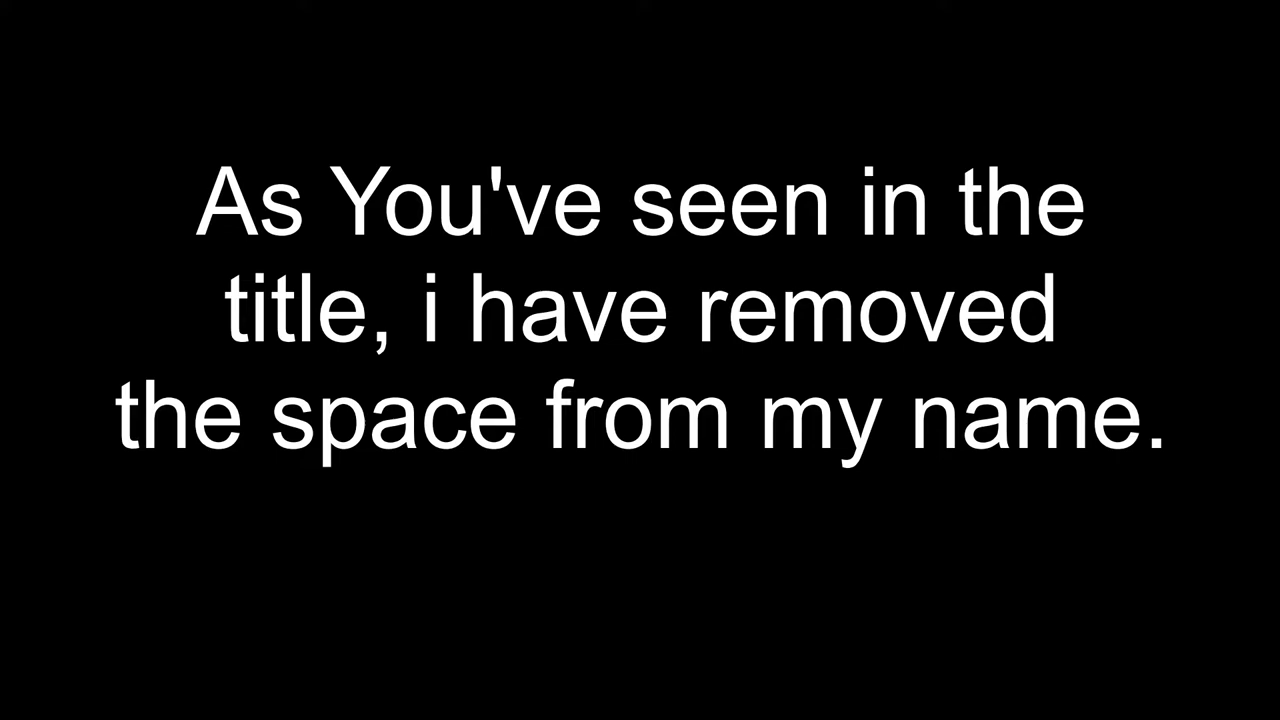 As You've seen in the
title, i have removed
the space from my name.